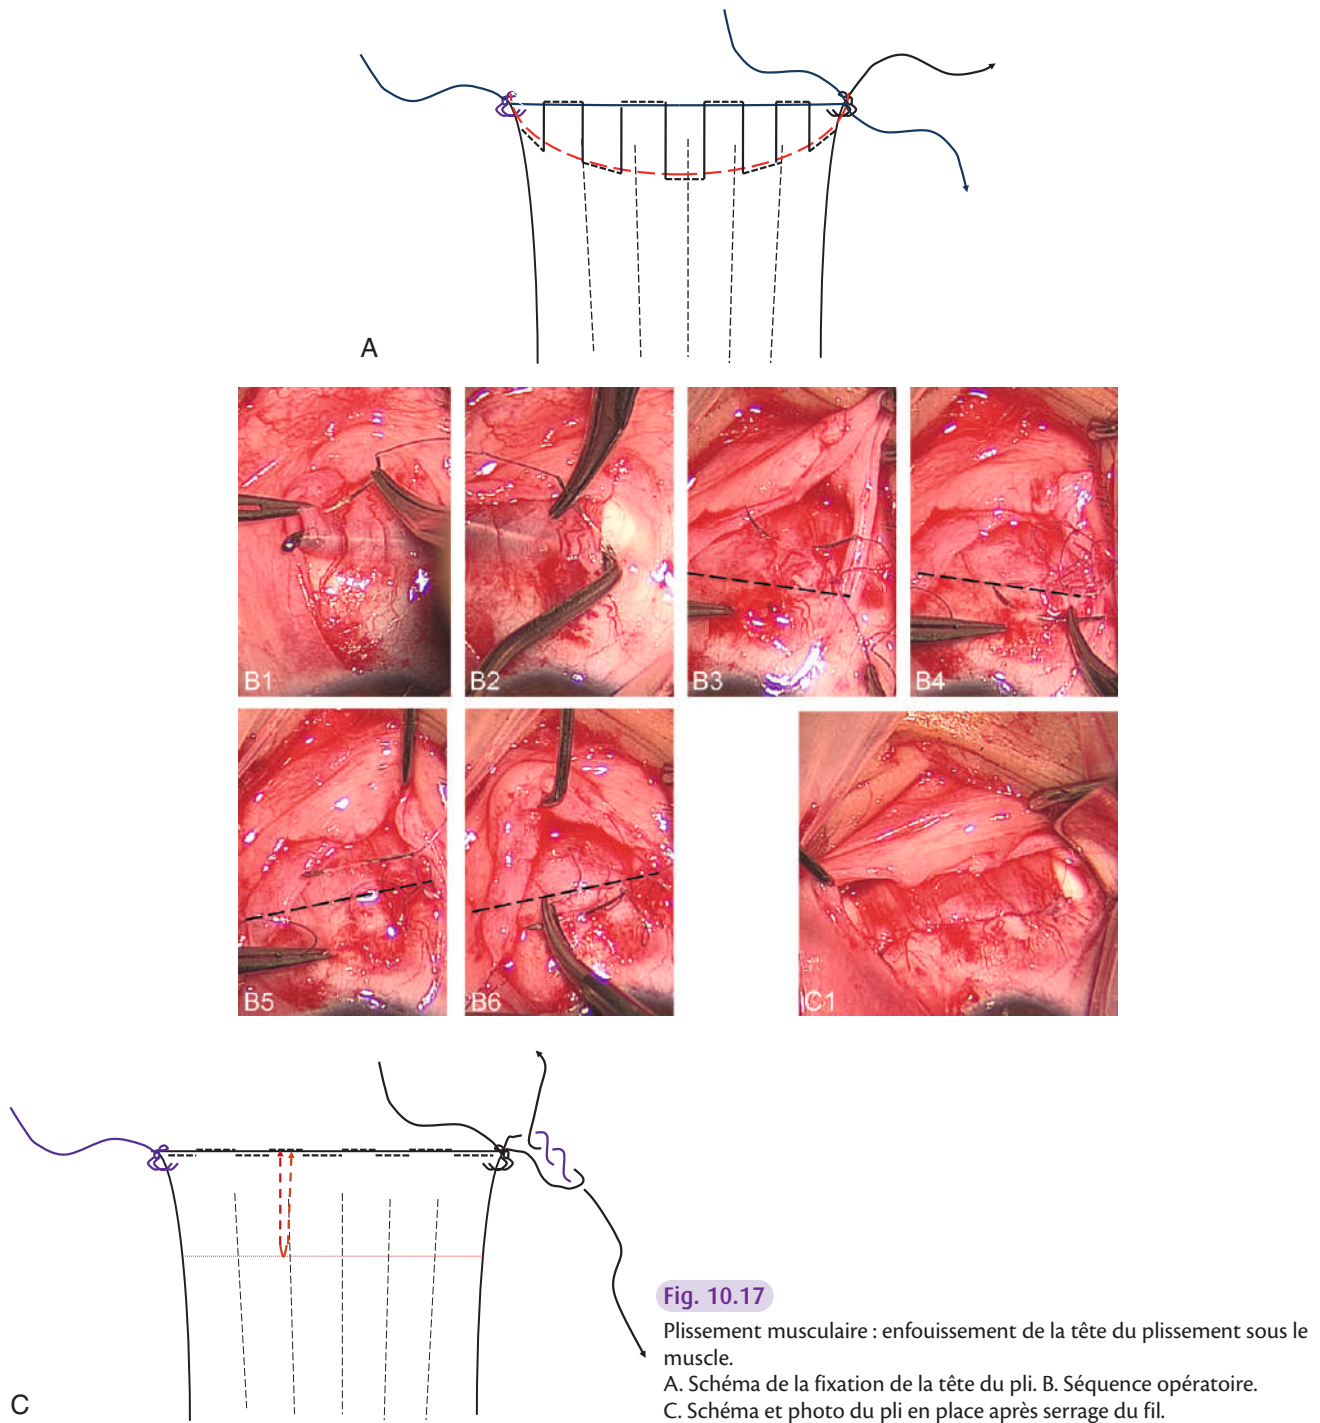 A
B1
B2
B3
B4
B5
B6
C1
C
Fig. 10.17
Plissement musculaire : enfouissement de la tête du plissement sous le
muscle.
A. Schéma de la fixation de la tête du pli. B. Séquence opératoire.
C. Schéma et photo du pli en place après serrage du fil.